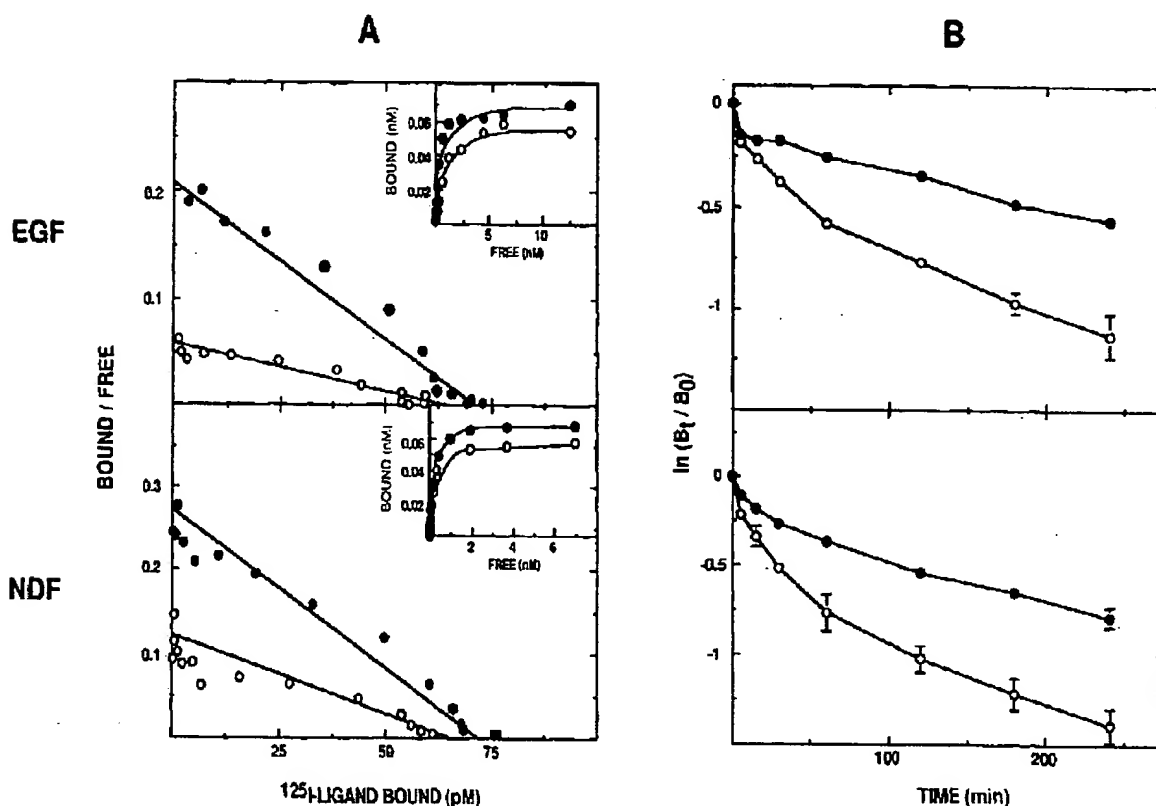 A
B
EGF
NDF
BOUND / FREE
0.2
0.1
0.3
0.2
0.1
25
50
75
125I-LIGAND BOUND (pM)
BOUND (nM)
0.06
0.04
0.02
5
10
FREE (nM)
BOUND (nM)
0.06
0.04
0.02
2
4
6
FREE (nM)
ln (Bt / B0)
0
-0.5
-1
0
-0.5
-1
100
200
TIME (min)